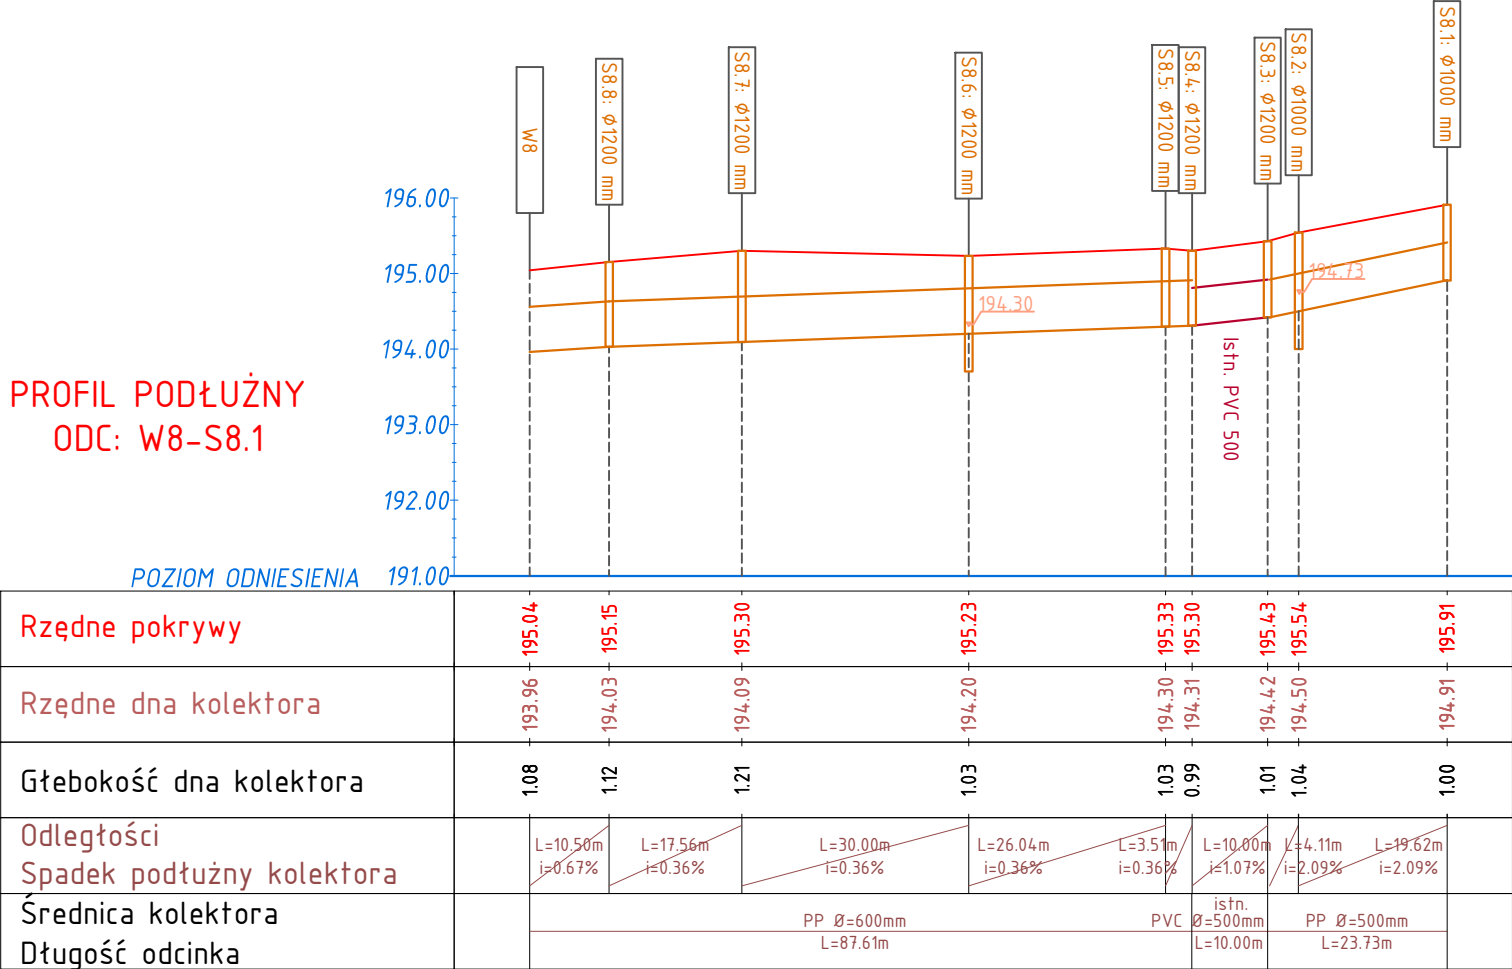 W8
S8.8: ϕ1200 mm
S8.7: ϕ1200 mm
S8.6: ϕ1200 mm
S8.5: ϕ1200 mm
S8.4: ϕ1200 mm
S8.3: ϕ1200 mm
S8.2: ϕ1000 mm
S8.1: ϕ1000 mm
196.00
195.00
194.00
193.00
192.00
191.00
194.30
194.73
Istn. PVC 500
PROFIL PODŁUŻNY
ODC: W8-S8.1
POZIOM ODNIESIENIA
Rzędne pokrywy
195.04 195.15 195.30 195.23 195.33 195.30 195.43 195.54 195.91
Rzędne dna kolektora
193.96 194.03 194.09 194.20 194.30 194.31 194.42 194.50 194.91
Głebokość dna kolektora
1.08 1.12 1.21 1.03 1.03 0.99 1.01 1.04 1.00
Odległości
L=10.50m L=17.56m L=30.00m L=26.04m L=3.51m L=10.00m L=4.11m L=19.62m
Spadek podłużny kolektora
i=0.67% i=0.36% i=0.36% i=0.36% i=0.36% i=1.07% i=2.09% i=2.09%
Średnica kolektora
PP Ø=600mm
istn.
PVC Ø=500mm
PP Ø=500mm
Długość odcinka
L=87.61m L=10.00m L=23.73m